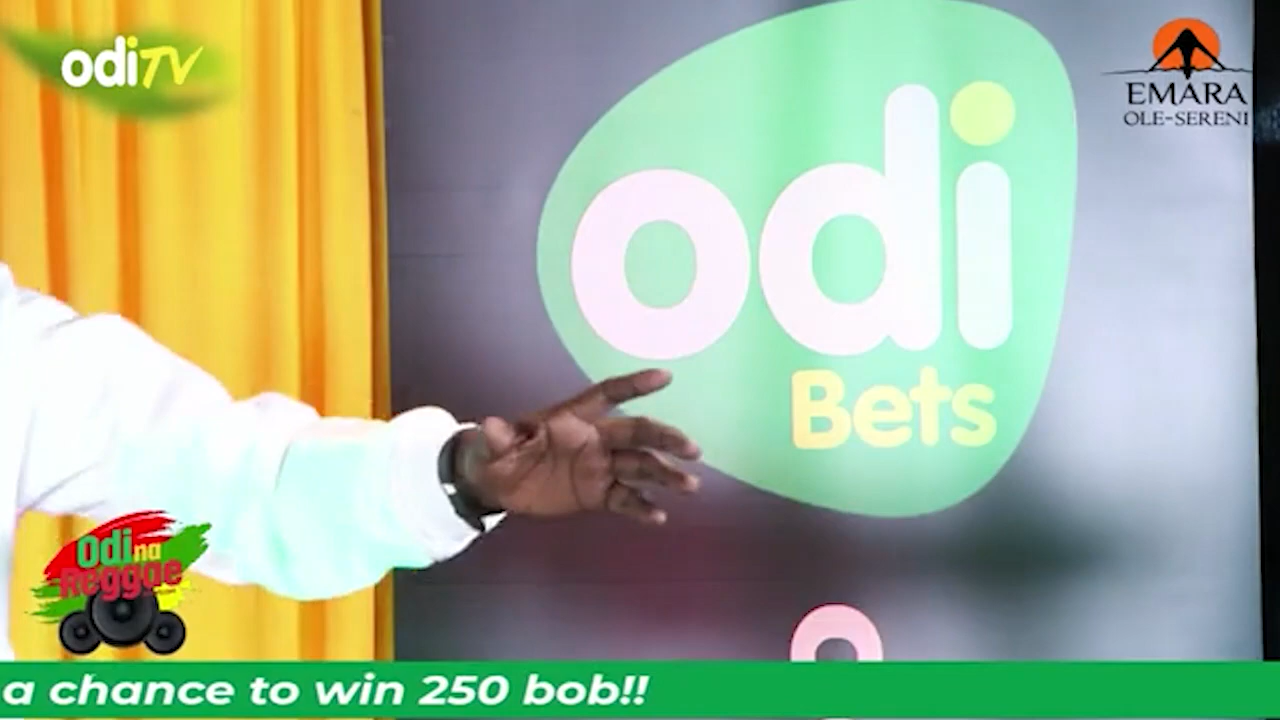 odiTV
EMARA
OLE-SERENI
odi
Bets
Odi na
Reggae
a chance to win 250 bob!!